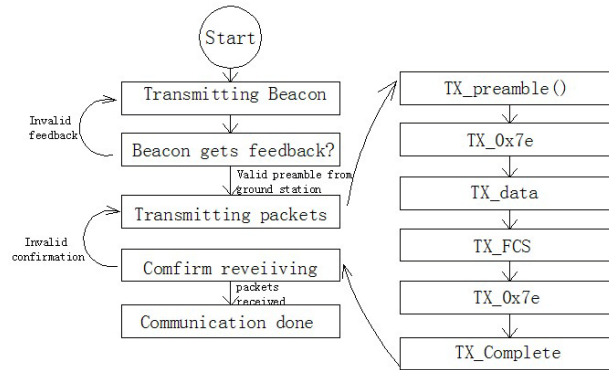 Start
Transmitting Beacon
Invalid
feedback
Beacon gets feedback?
Valid preamble from
ground station
Transmitting packets
Invalid
confirmation
Comfirm reveiiving
packets
received
Communication done
TX_preamble()
TX_0x7e
TX_data
TX_FCS
TX_0x7e
TX_Complete